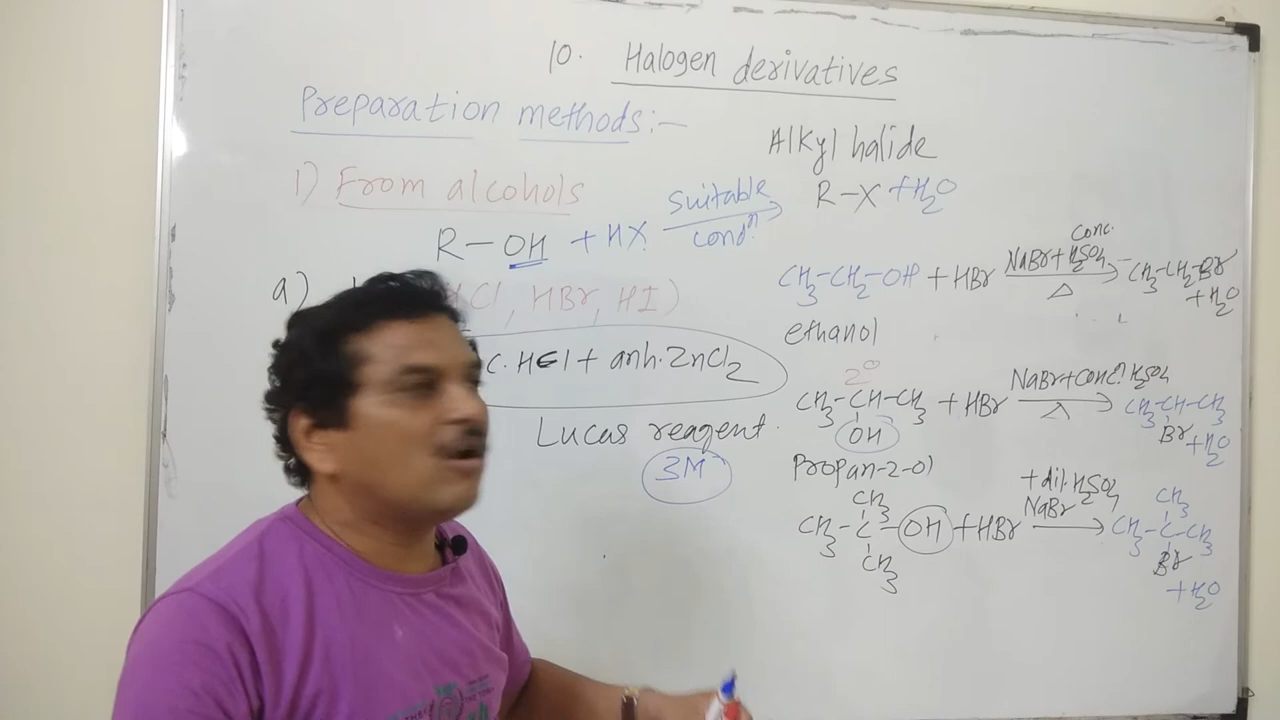 10. Halogen derivatives
Preparation methods:-
Alkyl halide
1) From alcohols
R-OH + HX suitable condⁿ → R-X + H₂O
a) HCl, HBr, HI)
c. HCl + anh. ZnCl₂
Lucas reagent.
3M
CH₃-CH₂-OH + HBr NaBr + conc. H₂SO₄ → Δ CH₃-CH₂-Br + H₂O
ethanol
2°
CH₃-CH-CH₃ + HBr NaBr + conc. H₂SO₄ → Δ CH₃-CH-CH₃ + H₂O
OH Br
Propan-2-ol
CH₃ CH₃
CH₃-C-OH + HBr NaBr + dil. H₂SO₄ → CH₃-C-CH₃
CH₃ Br
+ H₂O